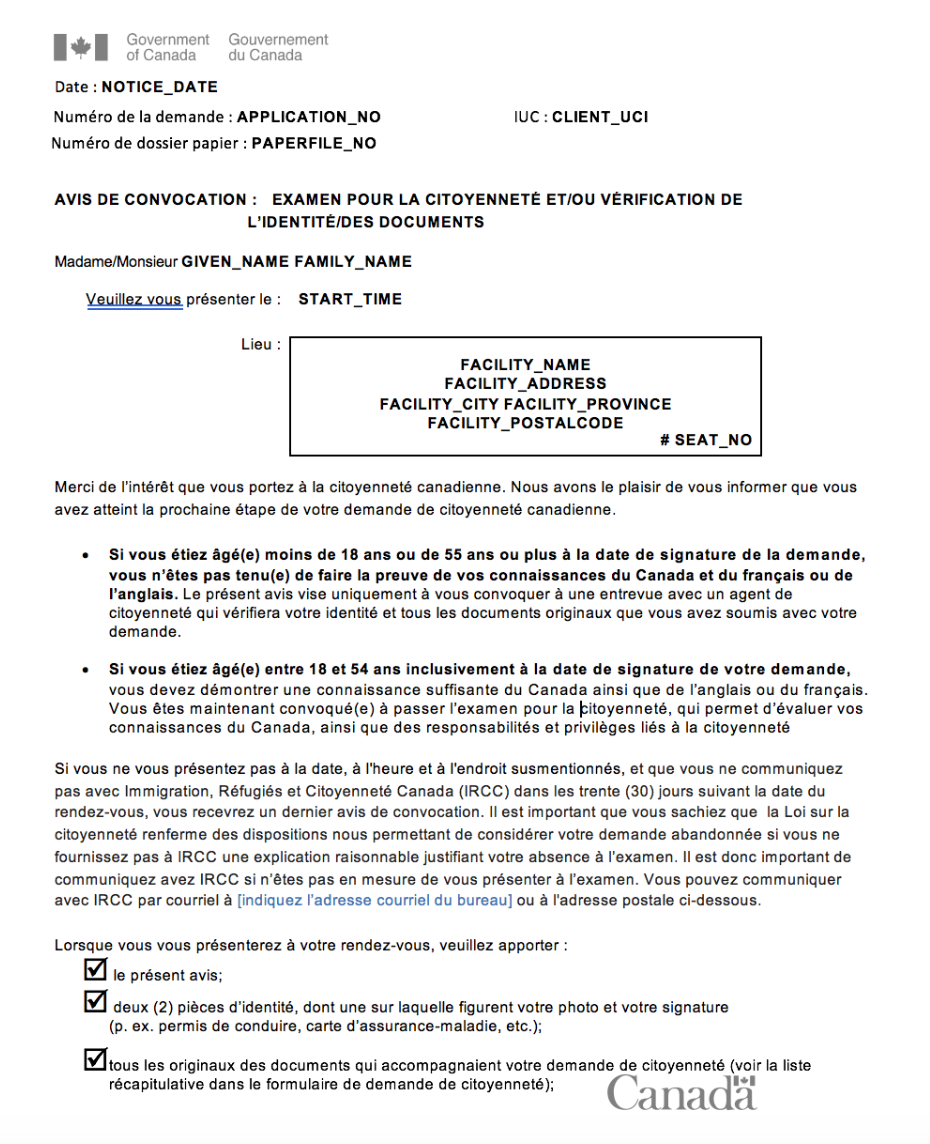 Government Gouvernement
of Canada du Canada
Date : NOTICE_DATE
Numéro de la demande : APPLICATION_NO IUC : CLIENT_UCI
Numéro de dossier papier : PAPERFILE_NO
AVIS DE CONVOCATION : EXAMEN POUR LA CITOYENNETÉ ET/OU VÉRIFICATION DE
L'IDENTITÉ/DES DOCUMENTS
Madame/Monsieur GIVEN_NAME FAMILY_NAME
Veuillez vous présenter le : START_TIME
Lieu :
FACILITY_NAME
FACILITY_ADDRESS
FACILITY_CITY FACILITY_PROVINCE
FACILITY_POSTALCODE
# SEAT_NO
Merci de l'intérêt que vous portez à la citoyenneté canadienne. Nous avons le plaisir de vous informer que vous
avez atteint la prochaine étape de votre demande de citoyenneté canadienne.
• Si vous étiez âgé(e) moins de 18 ans ou de 55 ans ou plus à la date de signature de la demande,
vous n'êtes pas tenu(e) de faire la preuve de vos connaissances du Canada et du français ou de
l'anglais. Le présent avis vise uniquement à vous convoquer à une entrevue avec un agent de
citoyenneté qui vérifiera votre identité et tous les documents originaux que vous avez soumis avec votre
demande.
• Si vous étiez âgé(e) entre 18 et 54 ans inclusivement à la date de signature de votre demande,
vous devez démontrer une connaissance suffisante du Canada ainsi que de l'anglais ou du français.
Vous êtes maintenant convoqué(e) à passer l'examen pour la citoyenneté, qui permet d'évaluer vos
connaissances du Canada, ainsi que des responsabilités et privilèges liés à la citoyenneté
Si vous ne vous présentez pas à la date, à l'heure et à l'endroit susmentionnés, et que vous ne communiquez
pas avec Immigration, Réfugiés et Citoyenneté Canada (IRCC) dans les trente (30) jours suivant la date du
rendez-vous, vous recevrez un dernier avis de convocation. Il est important que vous sachiez que la Loi sur la
citoyenneté renferme des dispositions nous permettant de considérer votre demande abandonnée si vous ne
fournissez pas à IRCC une explication raisonnable justifiant votre absence à l'examen. Il est donc important de
communiquez avez IRCC si n'êtes pas en mesure de vous présenter à l'examen. Vous pouvez communiquer
avec IRCC par courriel à [indiquez l'adresse courriel du bureau] ou à l'adresse postale ci-dessous.
Lorsque vous vous présenterez à votre rendez-vous, veuillez apporter :
☑ le présent avis;
☑ deux (2) pièces d'identité, dont une sur laquelle figurent votre photo et votre signature
(p. ex. permis de conduire, carte d'assurance-maladie, etc.);
☑ tous les originaux des documents qui accompagnaient votre demande de citoyenneté (voir la liste
récapitulative dans le formulaire de demande de citoyenneté);
Canada